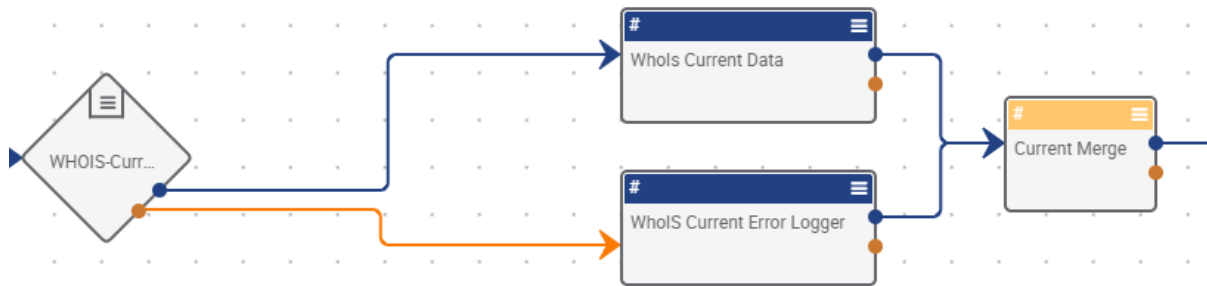 #
WhoIs Current Data
WHOIS-Curr...
#
Current Merge
#
WhoIS Current Error Logger